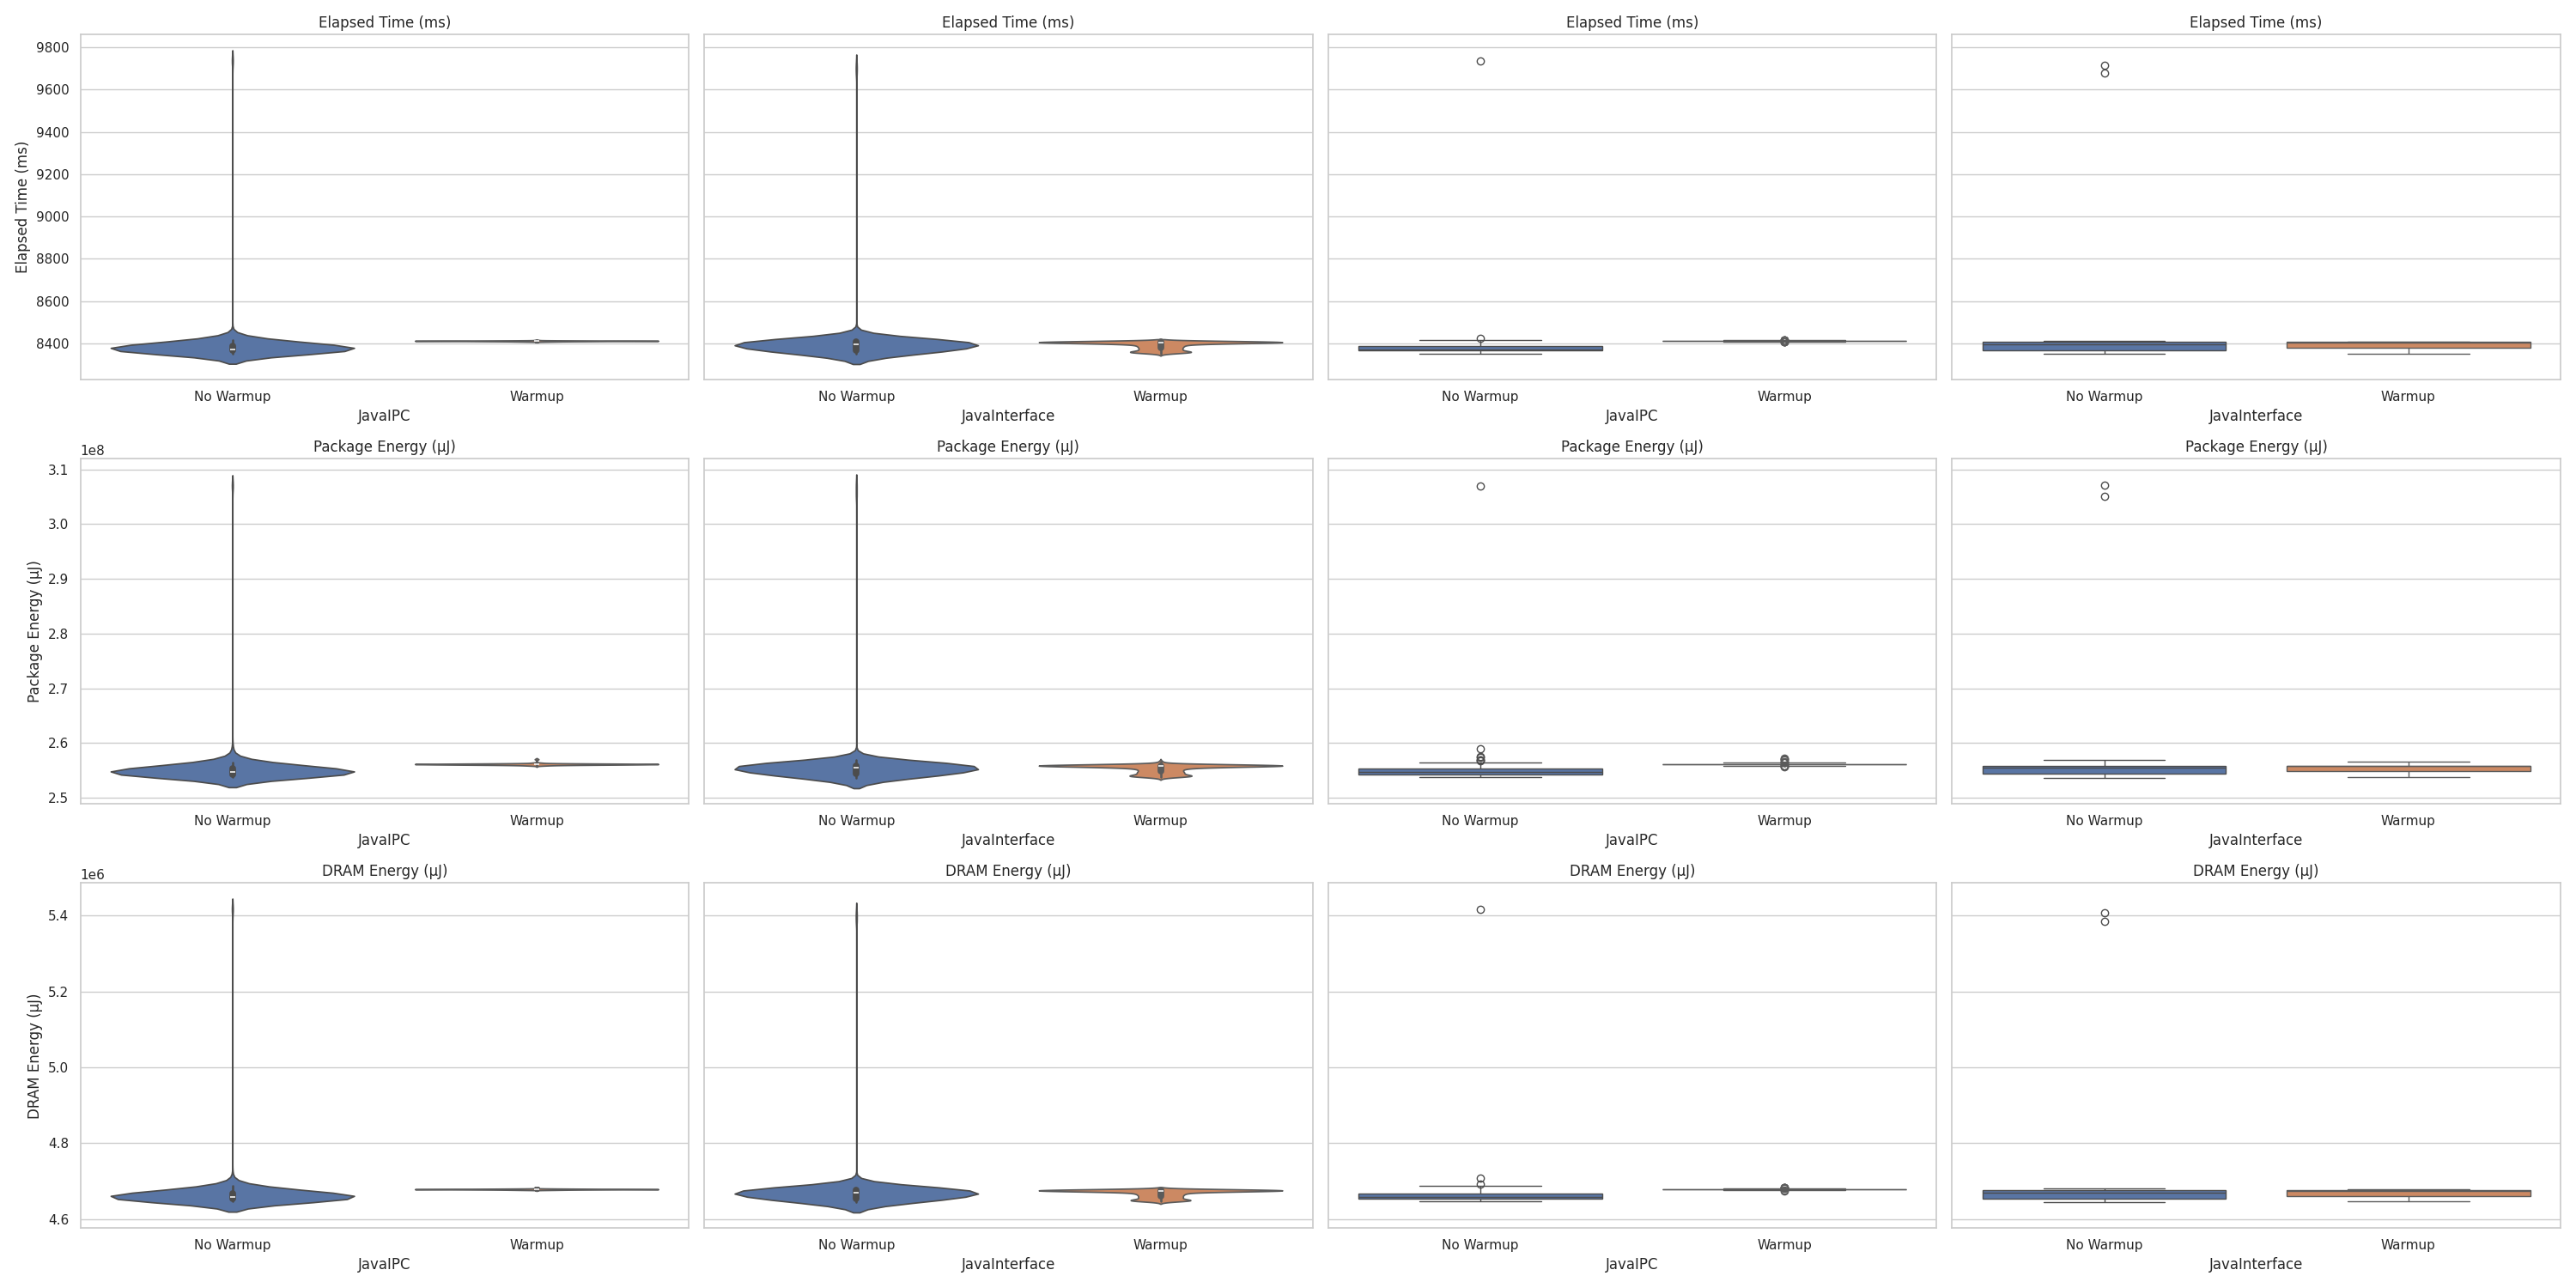 Elapsed Time (ms) Elapsed Time (ms) Elapsed Time (ms) Elapsed Time (ms)
Elapsed Time (ms)
9800
9600
9400
9200
9000
8800
8600
8400
No Warmup Warmup No Warmup Warmup No Warmup Warmup No Warmup Warmup
JavaIPC JavaInterface JavaIPC JavaInterface
Package Energy (μJ) Package Energy (μJ) Package Energy (μJ) Package Energy (μJ)
1e8
Package Energy (μJ)
3.1
3.0
2.9
2.8
2.7
2.6
2.5
No Warmup Warmup No Warmup Warmup No Warmup Warmup No Warmup Warmup
JavaIPC JavaInterface JavaIPC JavaInterface
DRAM Energy (μJ) DRAM Energy (μJ) DRAM Energy (μJ) DRAM Energy (μJ)
1e6
DRAM Energy (μJ)
5.4
5.2
5.0
4.8
4.6
No Warmup Warmup No Warmup Warmup No Warmup Warmup No Warmup Warmup
JavaIPC JavaInterface JavaIPC JavaInterface